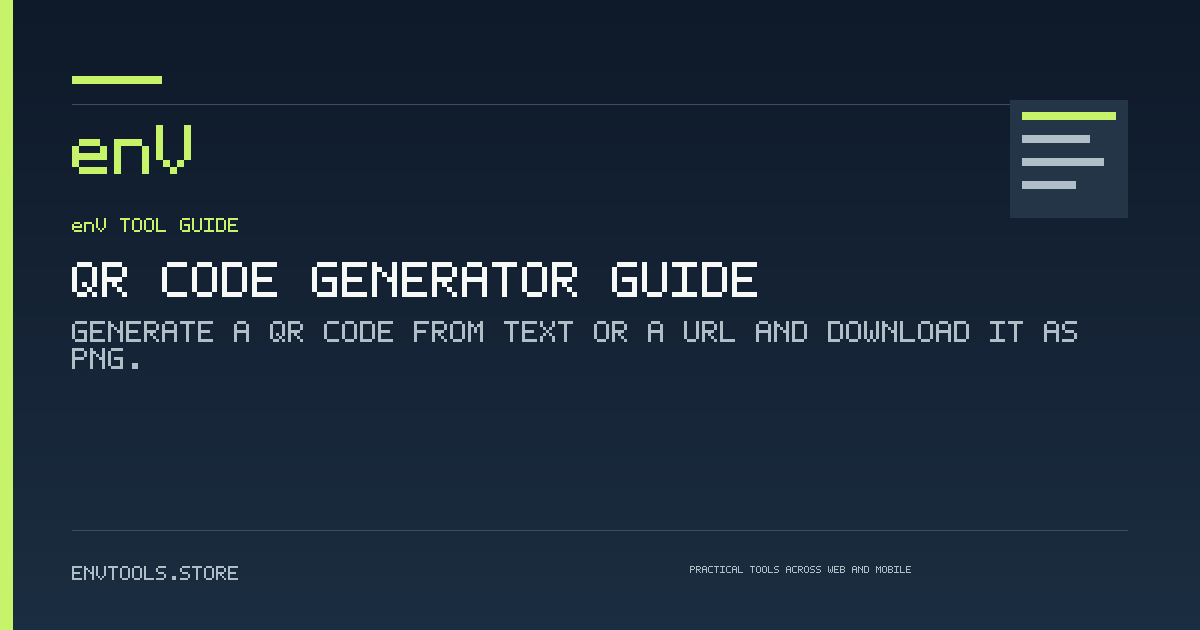 enV
enV TOOL GUIDE
QR CODE GENERATOR GUIDE
GENERATE A QR CODE FROM TEXT OR A URL AND DOWNLOAD IT AS
PNG.
ENVTOOLS.STORE
PRACTICAL TOOLS ACROSS WEB AND MOBILE